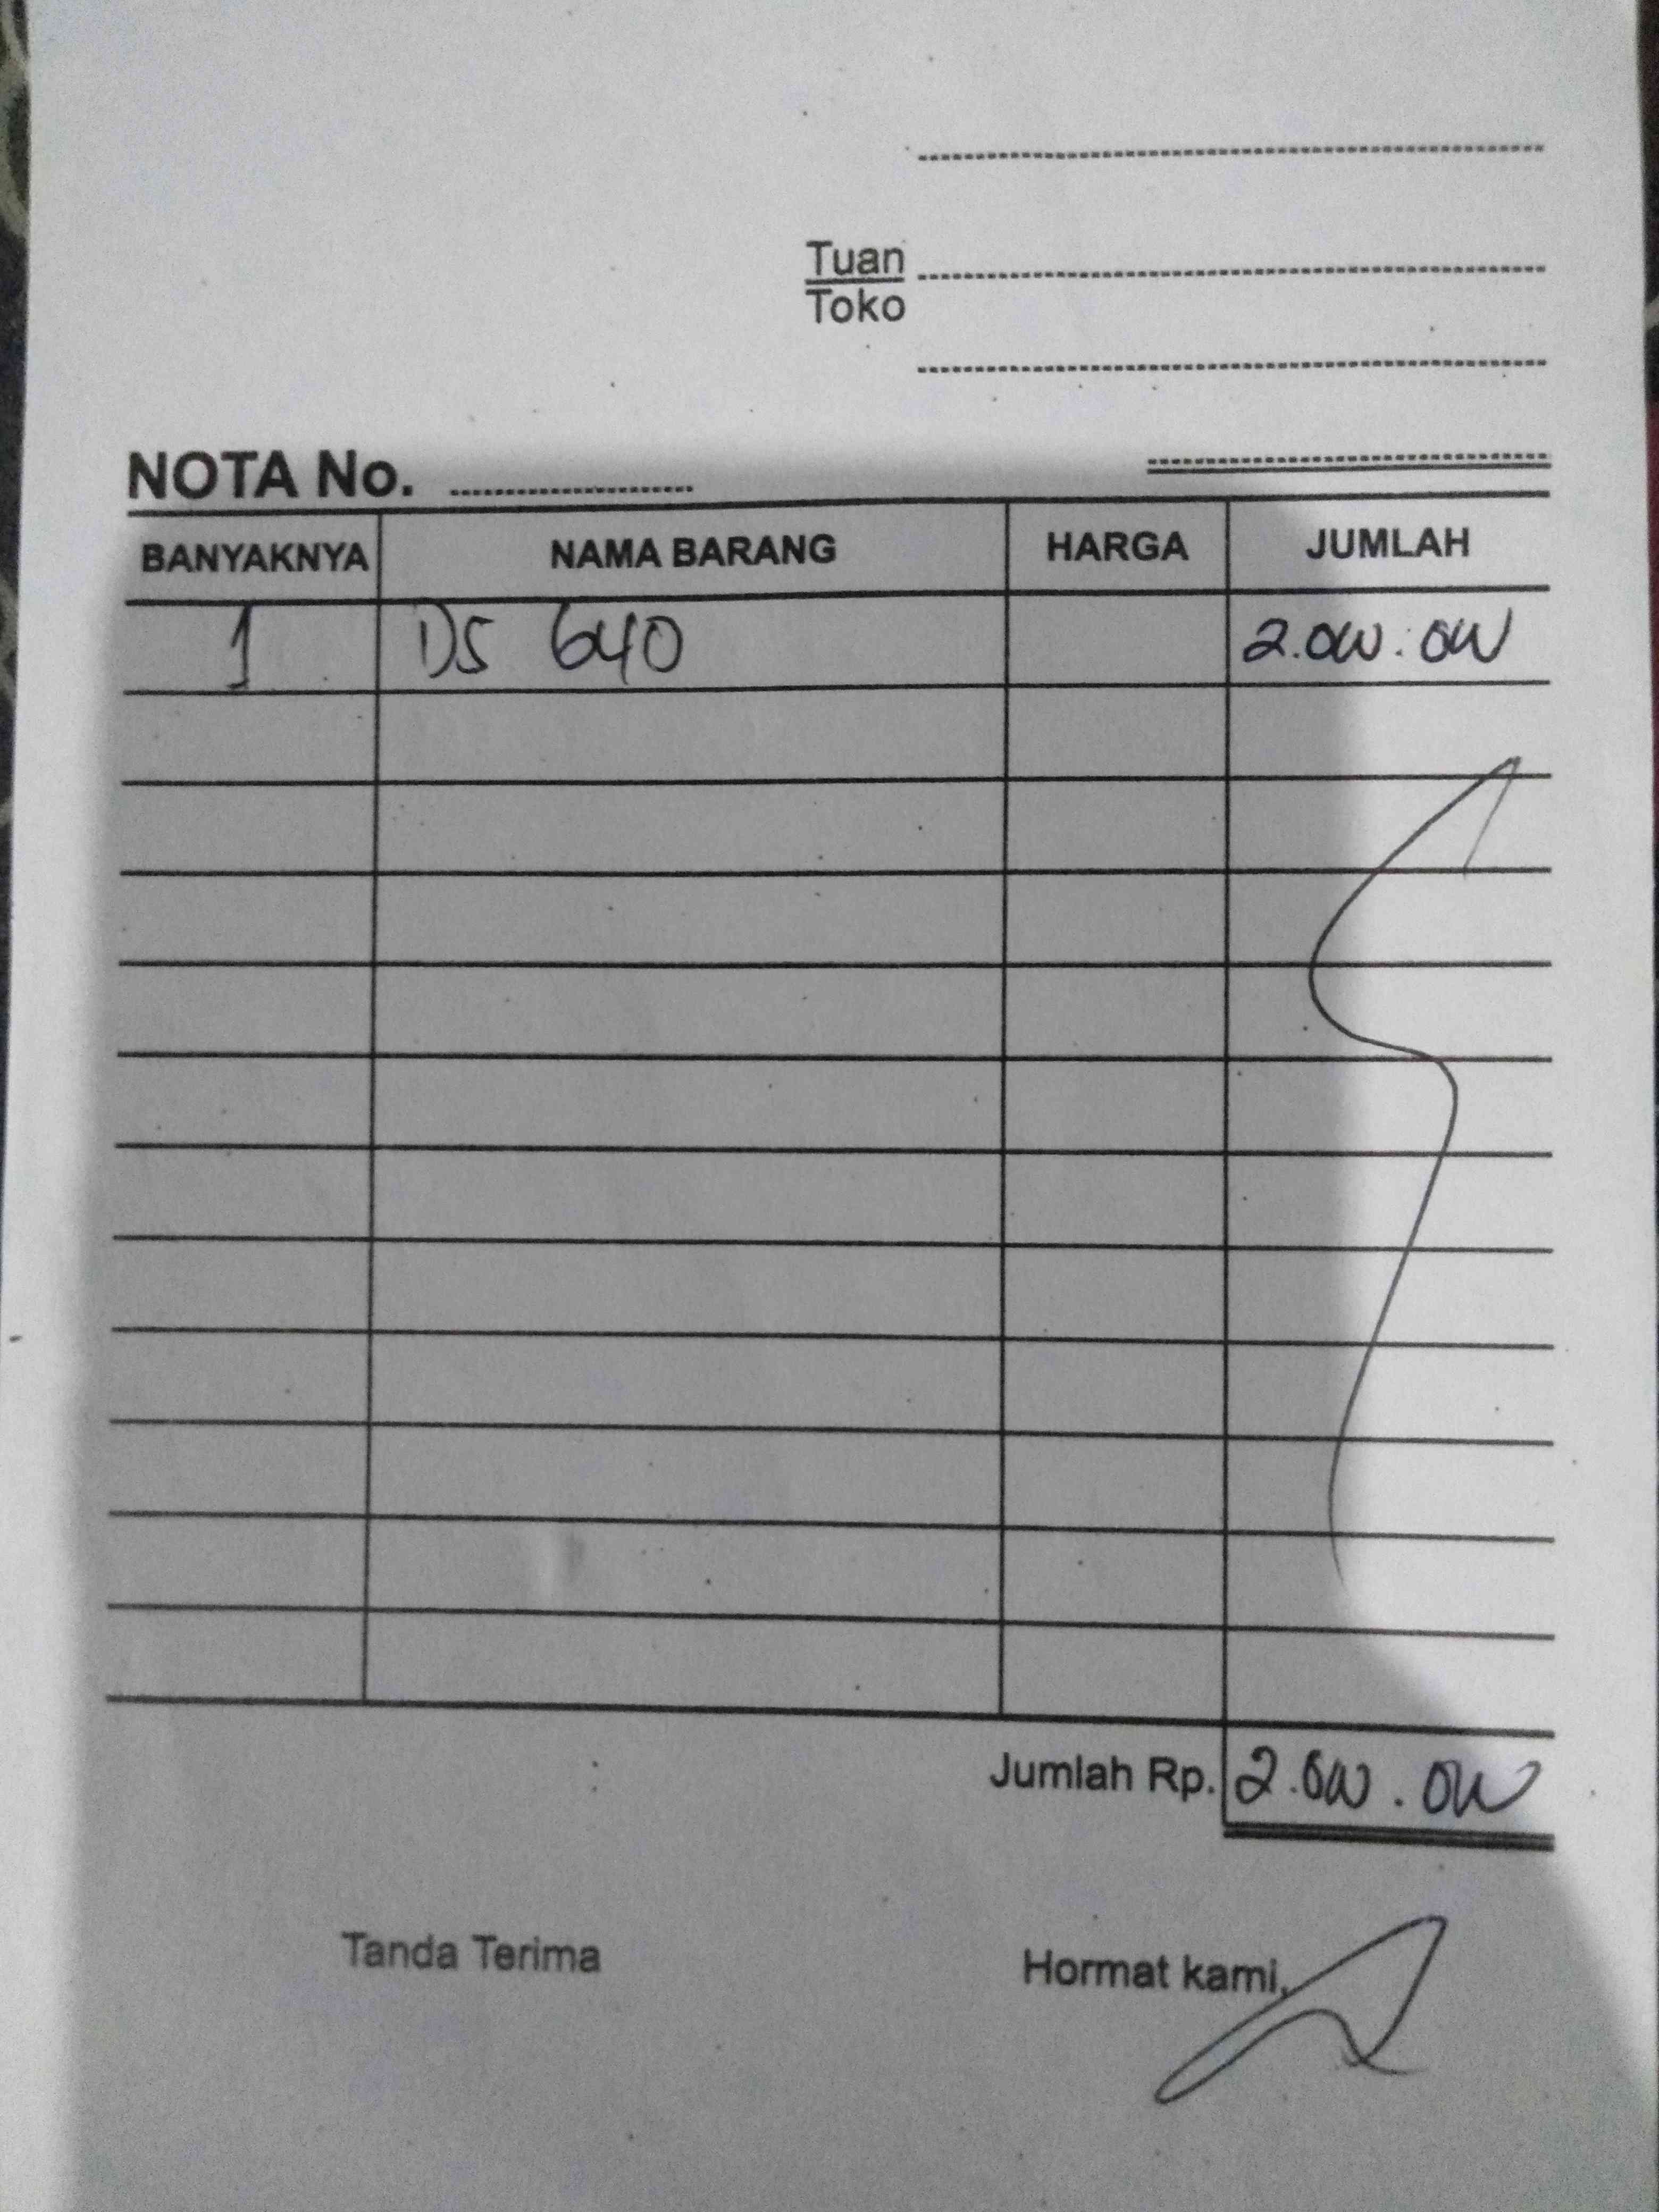 Tuan
Toko
NOTA No.
BANYAKNYA NAMA BARANG HARGA JUMLAH
1 DS 640 2.000.000
Jumlah Rp. 2.000.000
Tanda Terima Hormat kami,